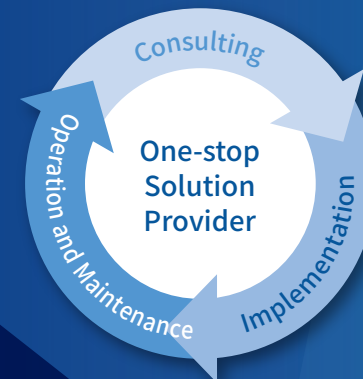 Consulting
One-stop
Solution
Provider
Implementation
Operation and Maintenance